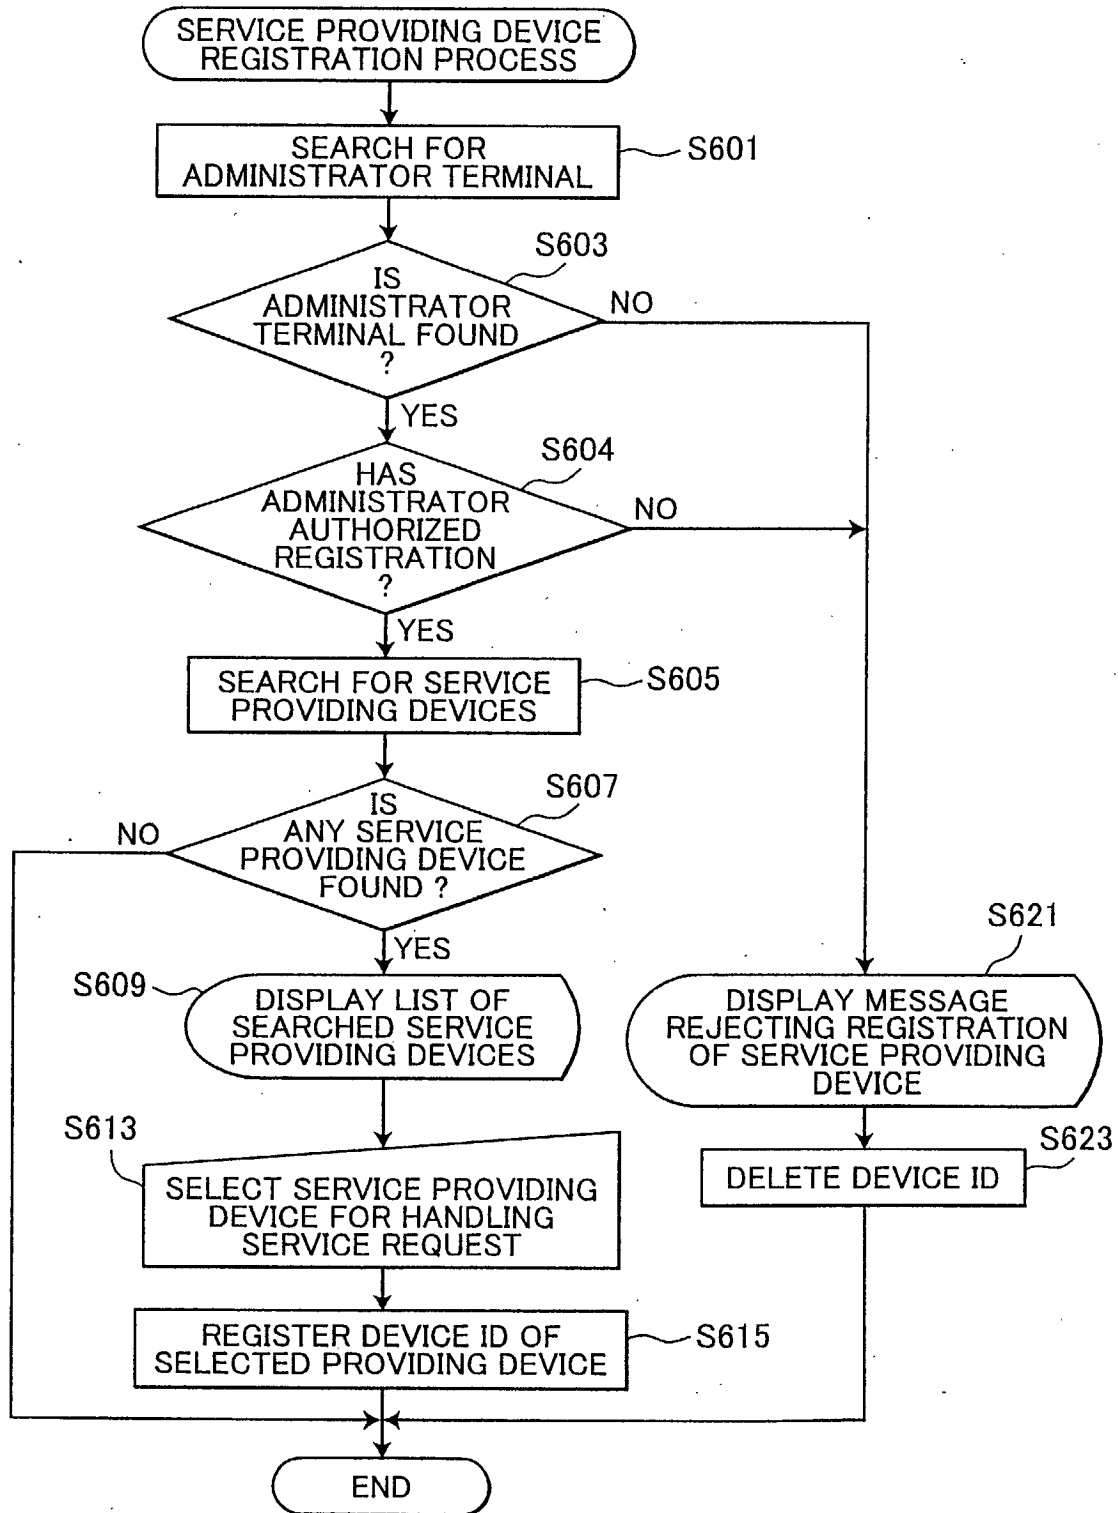 SERVICE PROVIDING DEVICE
REGISTRATION PROCESS
SEARCH FOR
ADMINISTRATOR TERMINAL
S601
S603
IS
ADMINISTRATOR
TERMINAL FOUND
?
NO
YES
S604
HAS
ADMINISTRATOR
AUTHORIZED
REGISTRATION
?
NO
YES
SEARCH FOR SERVICE
PROVIDING DEVICES
S605
S607
IS
ANY SERVICE
PROVIDING DEVICE
FOUND ?
NO
YES
S609
DISPLAY LIST OF
SEARCHED SERVICE
PROVIDING DEVICES
S621
DISPLAY MESSAGE
REJECTING REGISTRATION
OF SERVICE PROVIDING
DEVICE
S613
SELECT SERVICE PROVIDING
DEVICE FOR HANDLING
SERVICE REQUEST
S623
DELETE DEVICE ID
REGISTER DEVICE ID OF
SELECTED PROVIDING DEVICE
S615
END